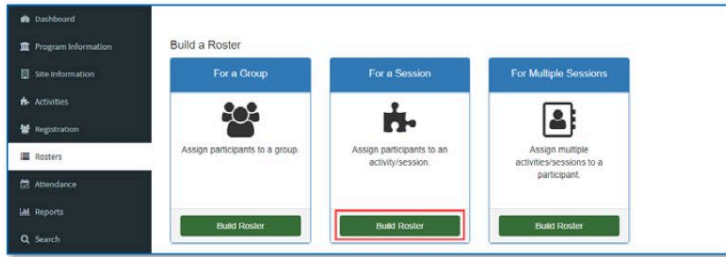 Dashboard
Program Information
Site Information
Activities
Registration
Rosters
Attendance
Reports
Search
Build a Roster
For a Group
Assign participants to a group.
Build Roster
For a Session
Assign participants to an
activity/session.
Build Roster
For Multiple Sessions
Assign multiple
activities/sessions to a
participant.
Build Roster